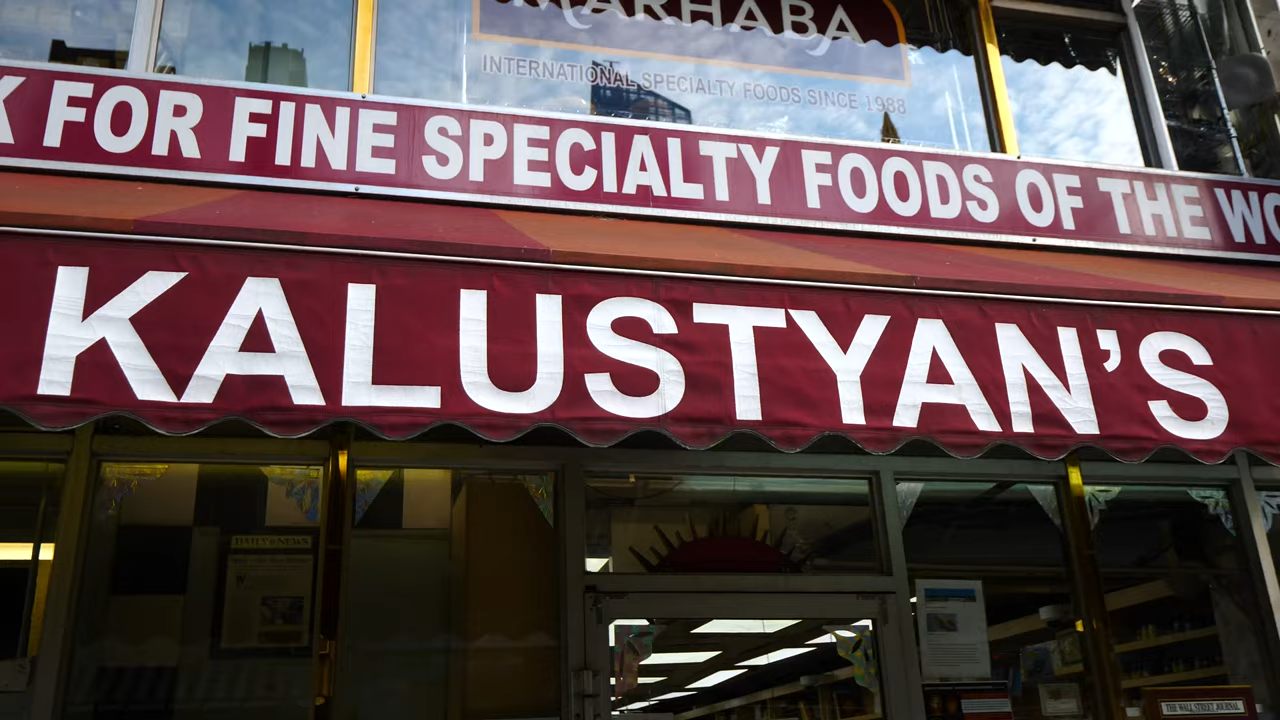 MARHABA
INTERNATIONAL SPECIALTY FOODS SINCE 1988
K FOR FINE SPECIALTY FOODS OF THE WO
KALUSTYAN'S
DAILY NEWS
THE WALL STREET JOURNAL